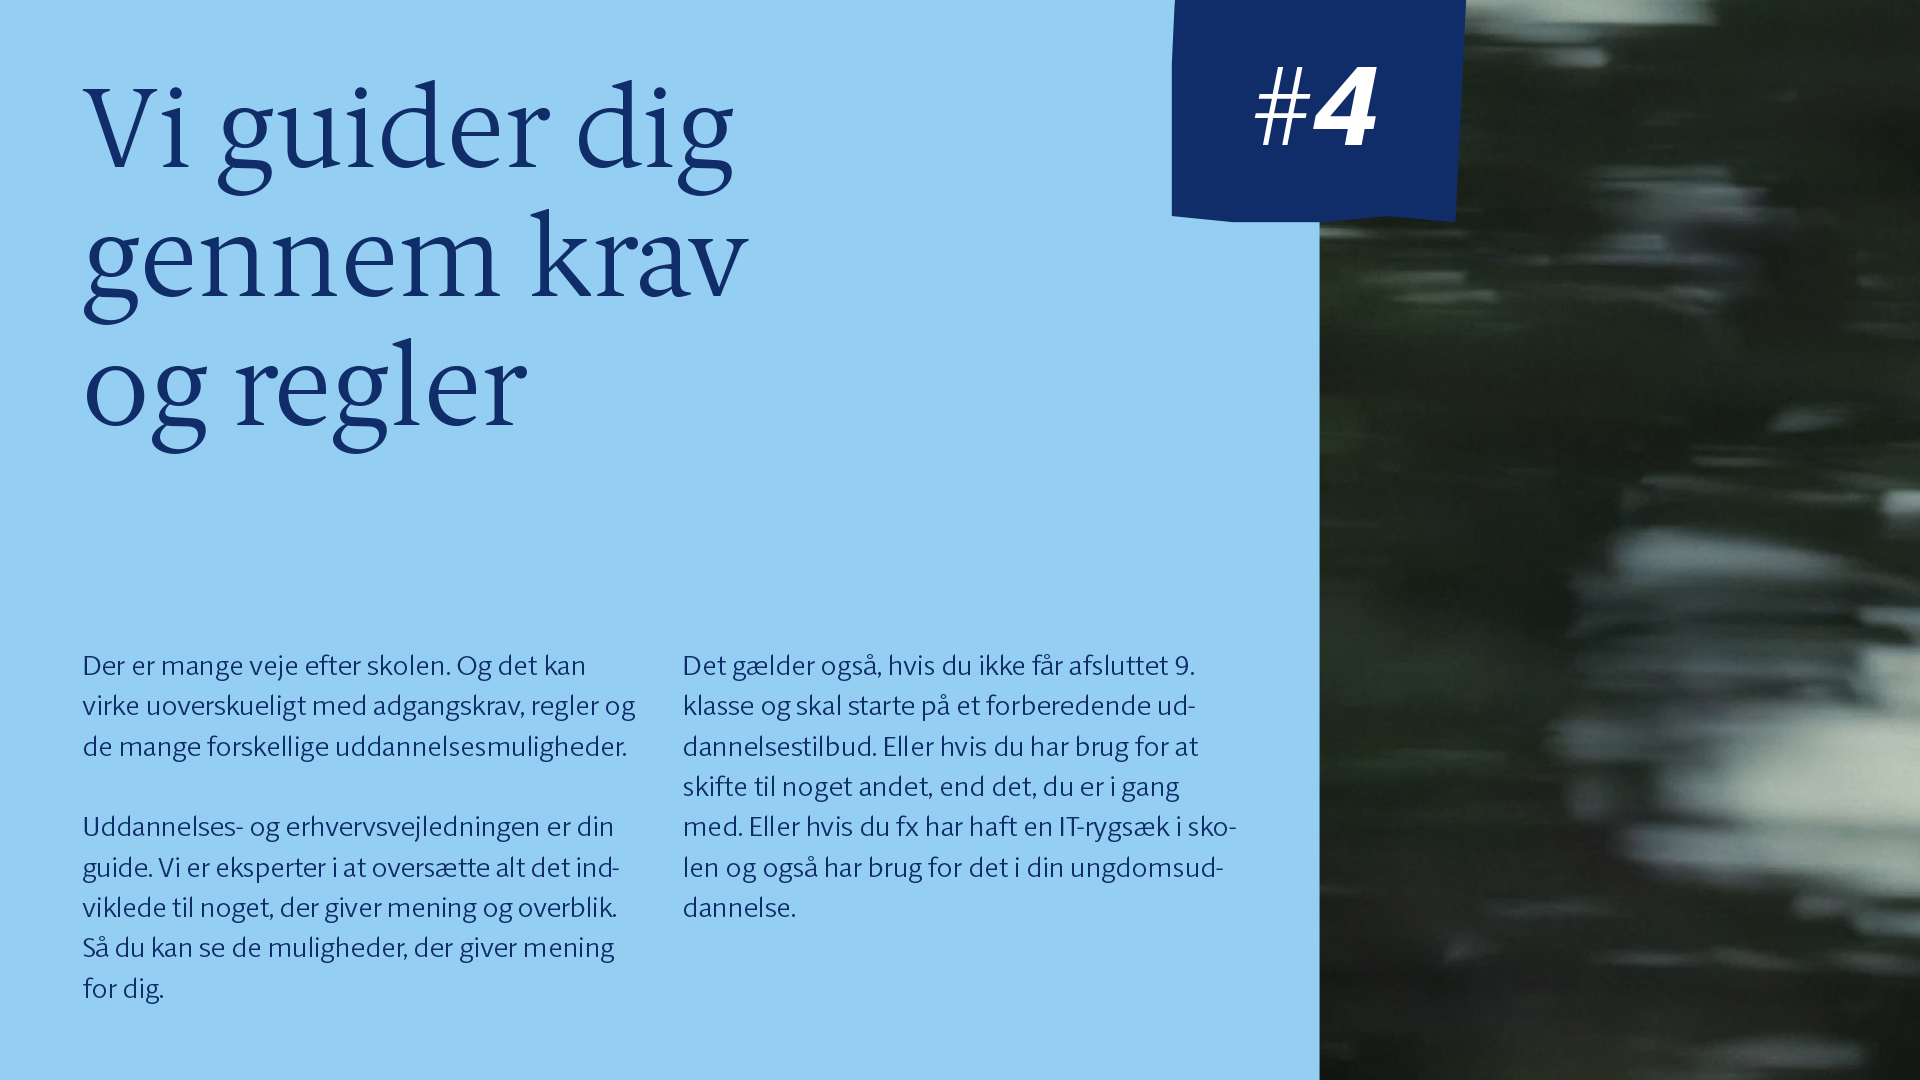 Vi guider dig
gennem krav
og regler
#4
Der er mange veje efter skolen. Og det kan
virke uoverskueligt med adgangskrav, regler og
de mange forskellige uddannelsesmuligheder.
Uddannelses- og erhvervsvejledningen er din
guide. Vi er eksperter i at oversætte alt det ind-
viklede til noget, der giver mening og overblik.
Så du kan se de muligheder, der giver mening
for dig.
Det gælder også, hvis du ikke får afsluttet 9.
klasse og skal starte på et forberedende ud-
dannelsestilbud. Eller hvis du har brug for at
skifte til noget andet, end det, du er i gang
med. Eller hvis du fx har haft en IT-rygsæk i sko-
len og også har brug for det i din ungdomsud-
dannelse.